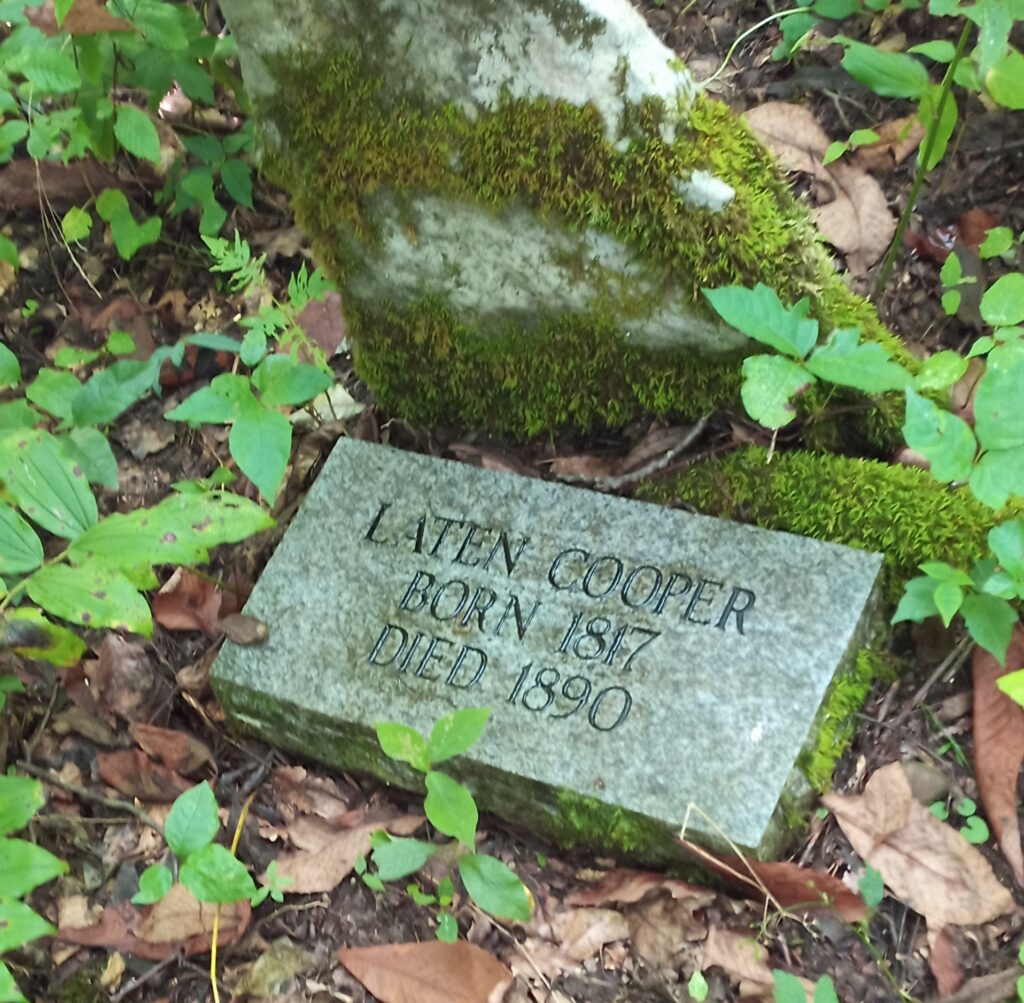 LATEN COOPER
BORN 1817
DIED 1890